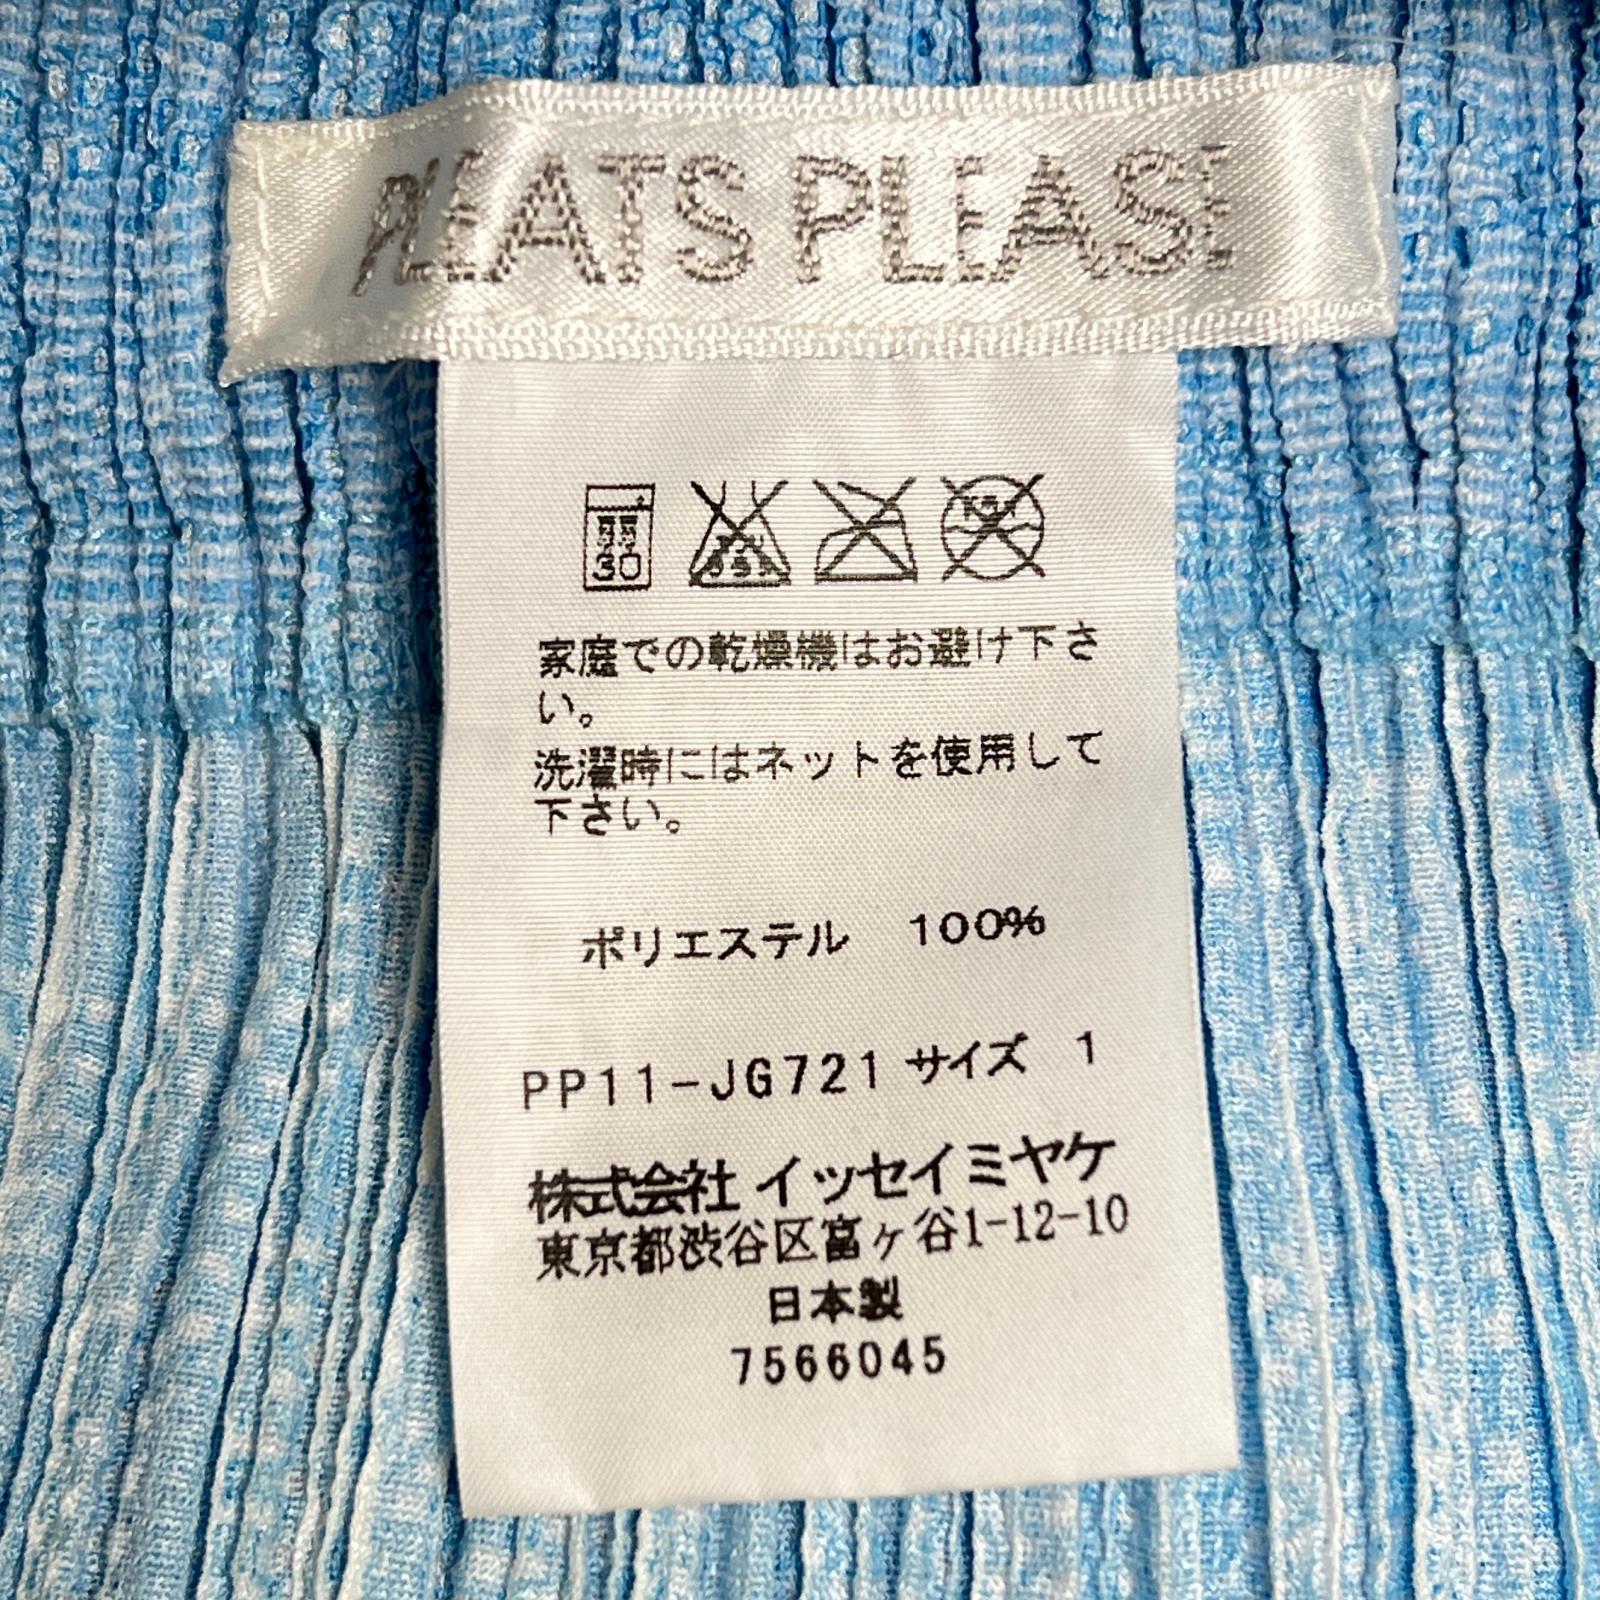 PLEATS PLEASE
弱
30
家庭での乾燥機はお避け下さ
い。
洗濯時にはネットを使用して
下さい。
ポリエステル 100%
PP11-JG721 サイズ 1
株式会社 イッセイミヤケ
東京都渋谷区富ヶ谷1-12-10
日本製
7566045